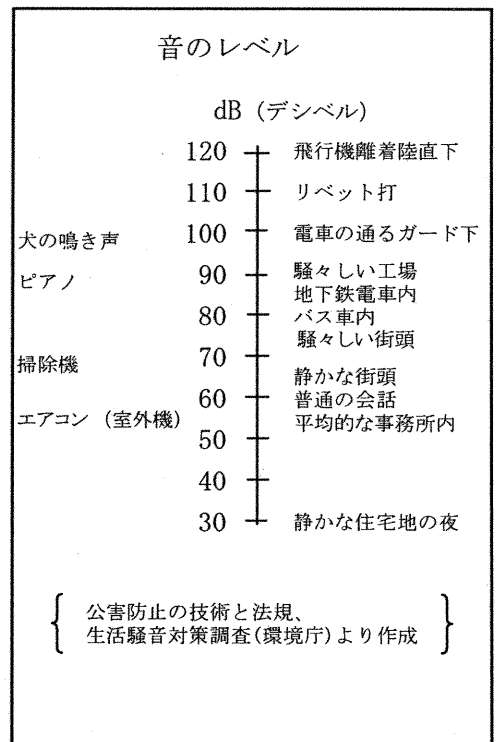 音のレベル
dB (デシベル)
120 飛行機離着陸直下
110 リベット打
100 電車の通るガード下
犬の鳴き声
90 騒々しい工場
ピアノ
地下鉄電車内
80 バス車内
騒々しい街頭
70
掃除機
静かな街頭
60 普通の会話
エアコン (室外機) 平均的な事務所内
50
40
30 静かな住宅地の夜
公害防止の技術と法規、
生活騒音対策調査(環境庁)より作成